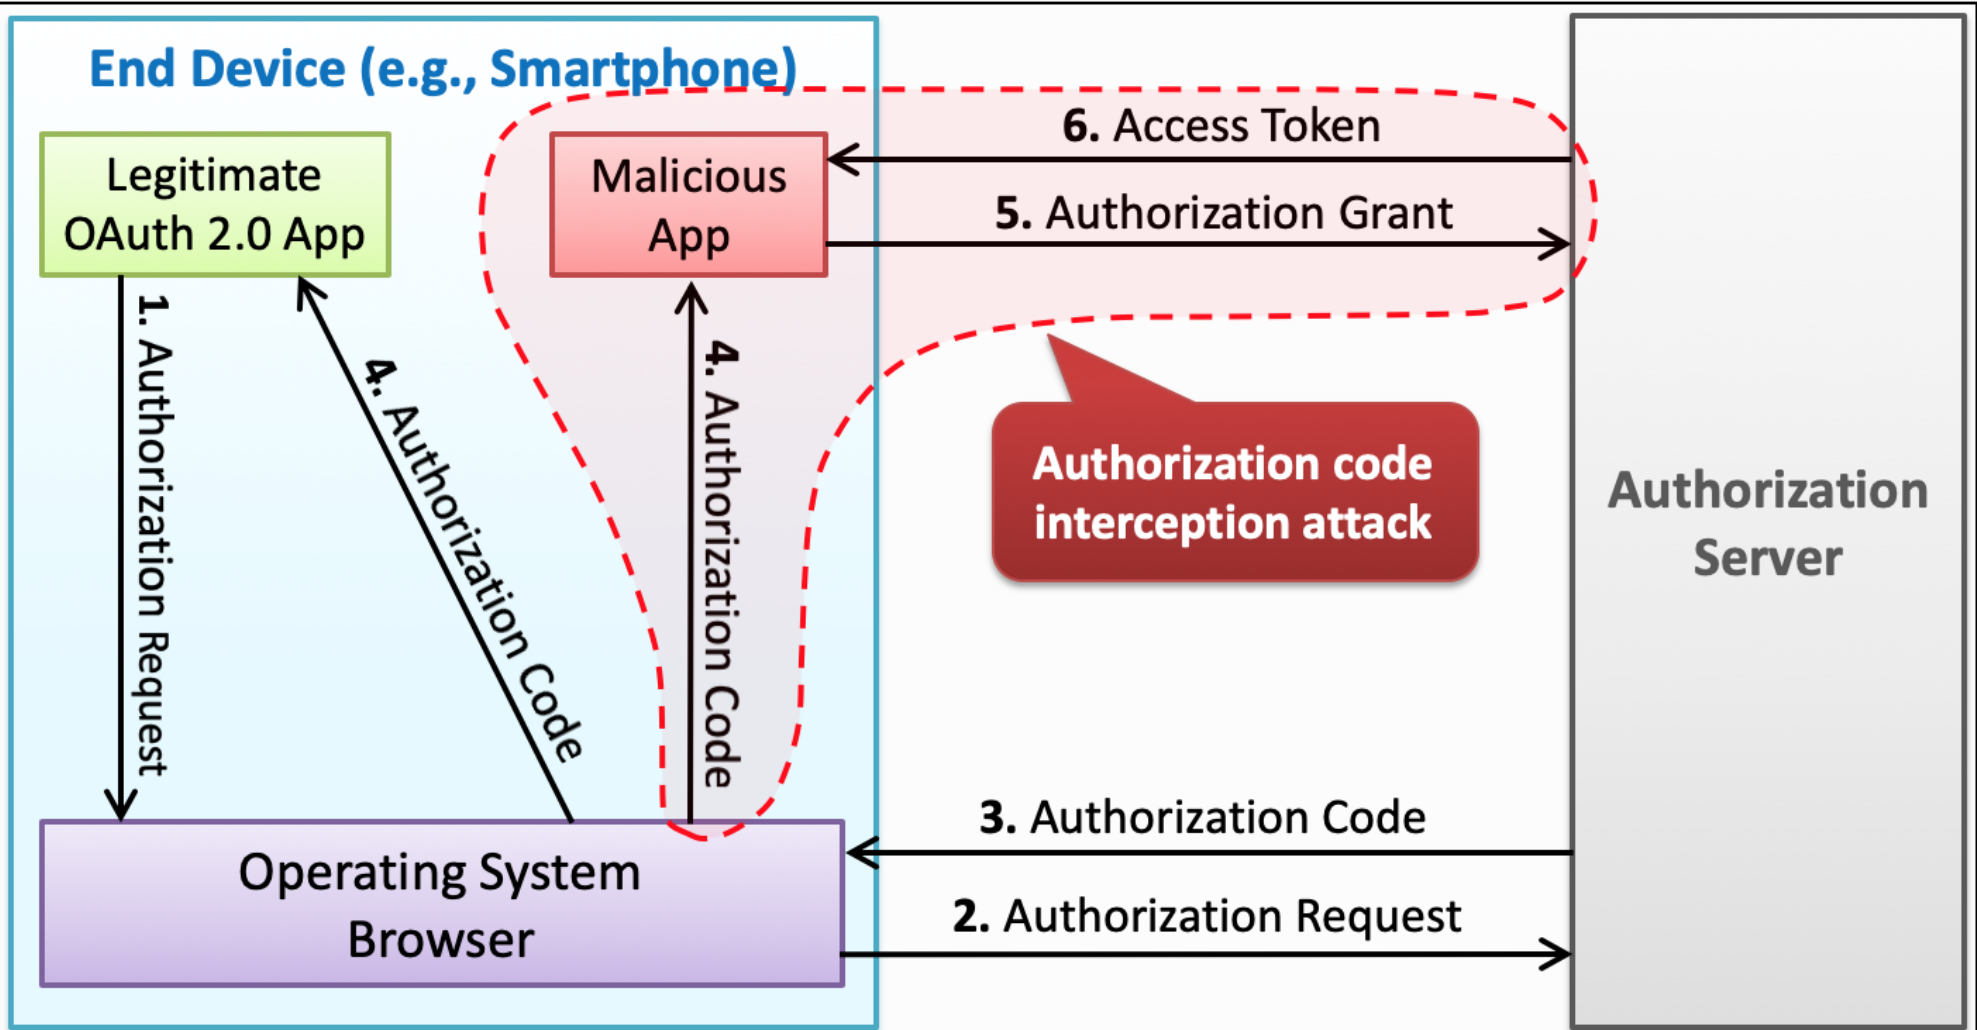 End Device (e.g., Smartphone)
Legitimate
OAuth 2.0 App
Malicious
App
6. Access Token
5. Authorization Grant
1. Authorization Request
4. Authorization Code
4. Authorization Code
Authorization code
interception attack
Authorization
Server
3. Authorization Code
2. Authorization Request
Operating System
Browser